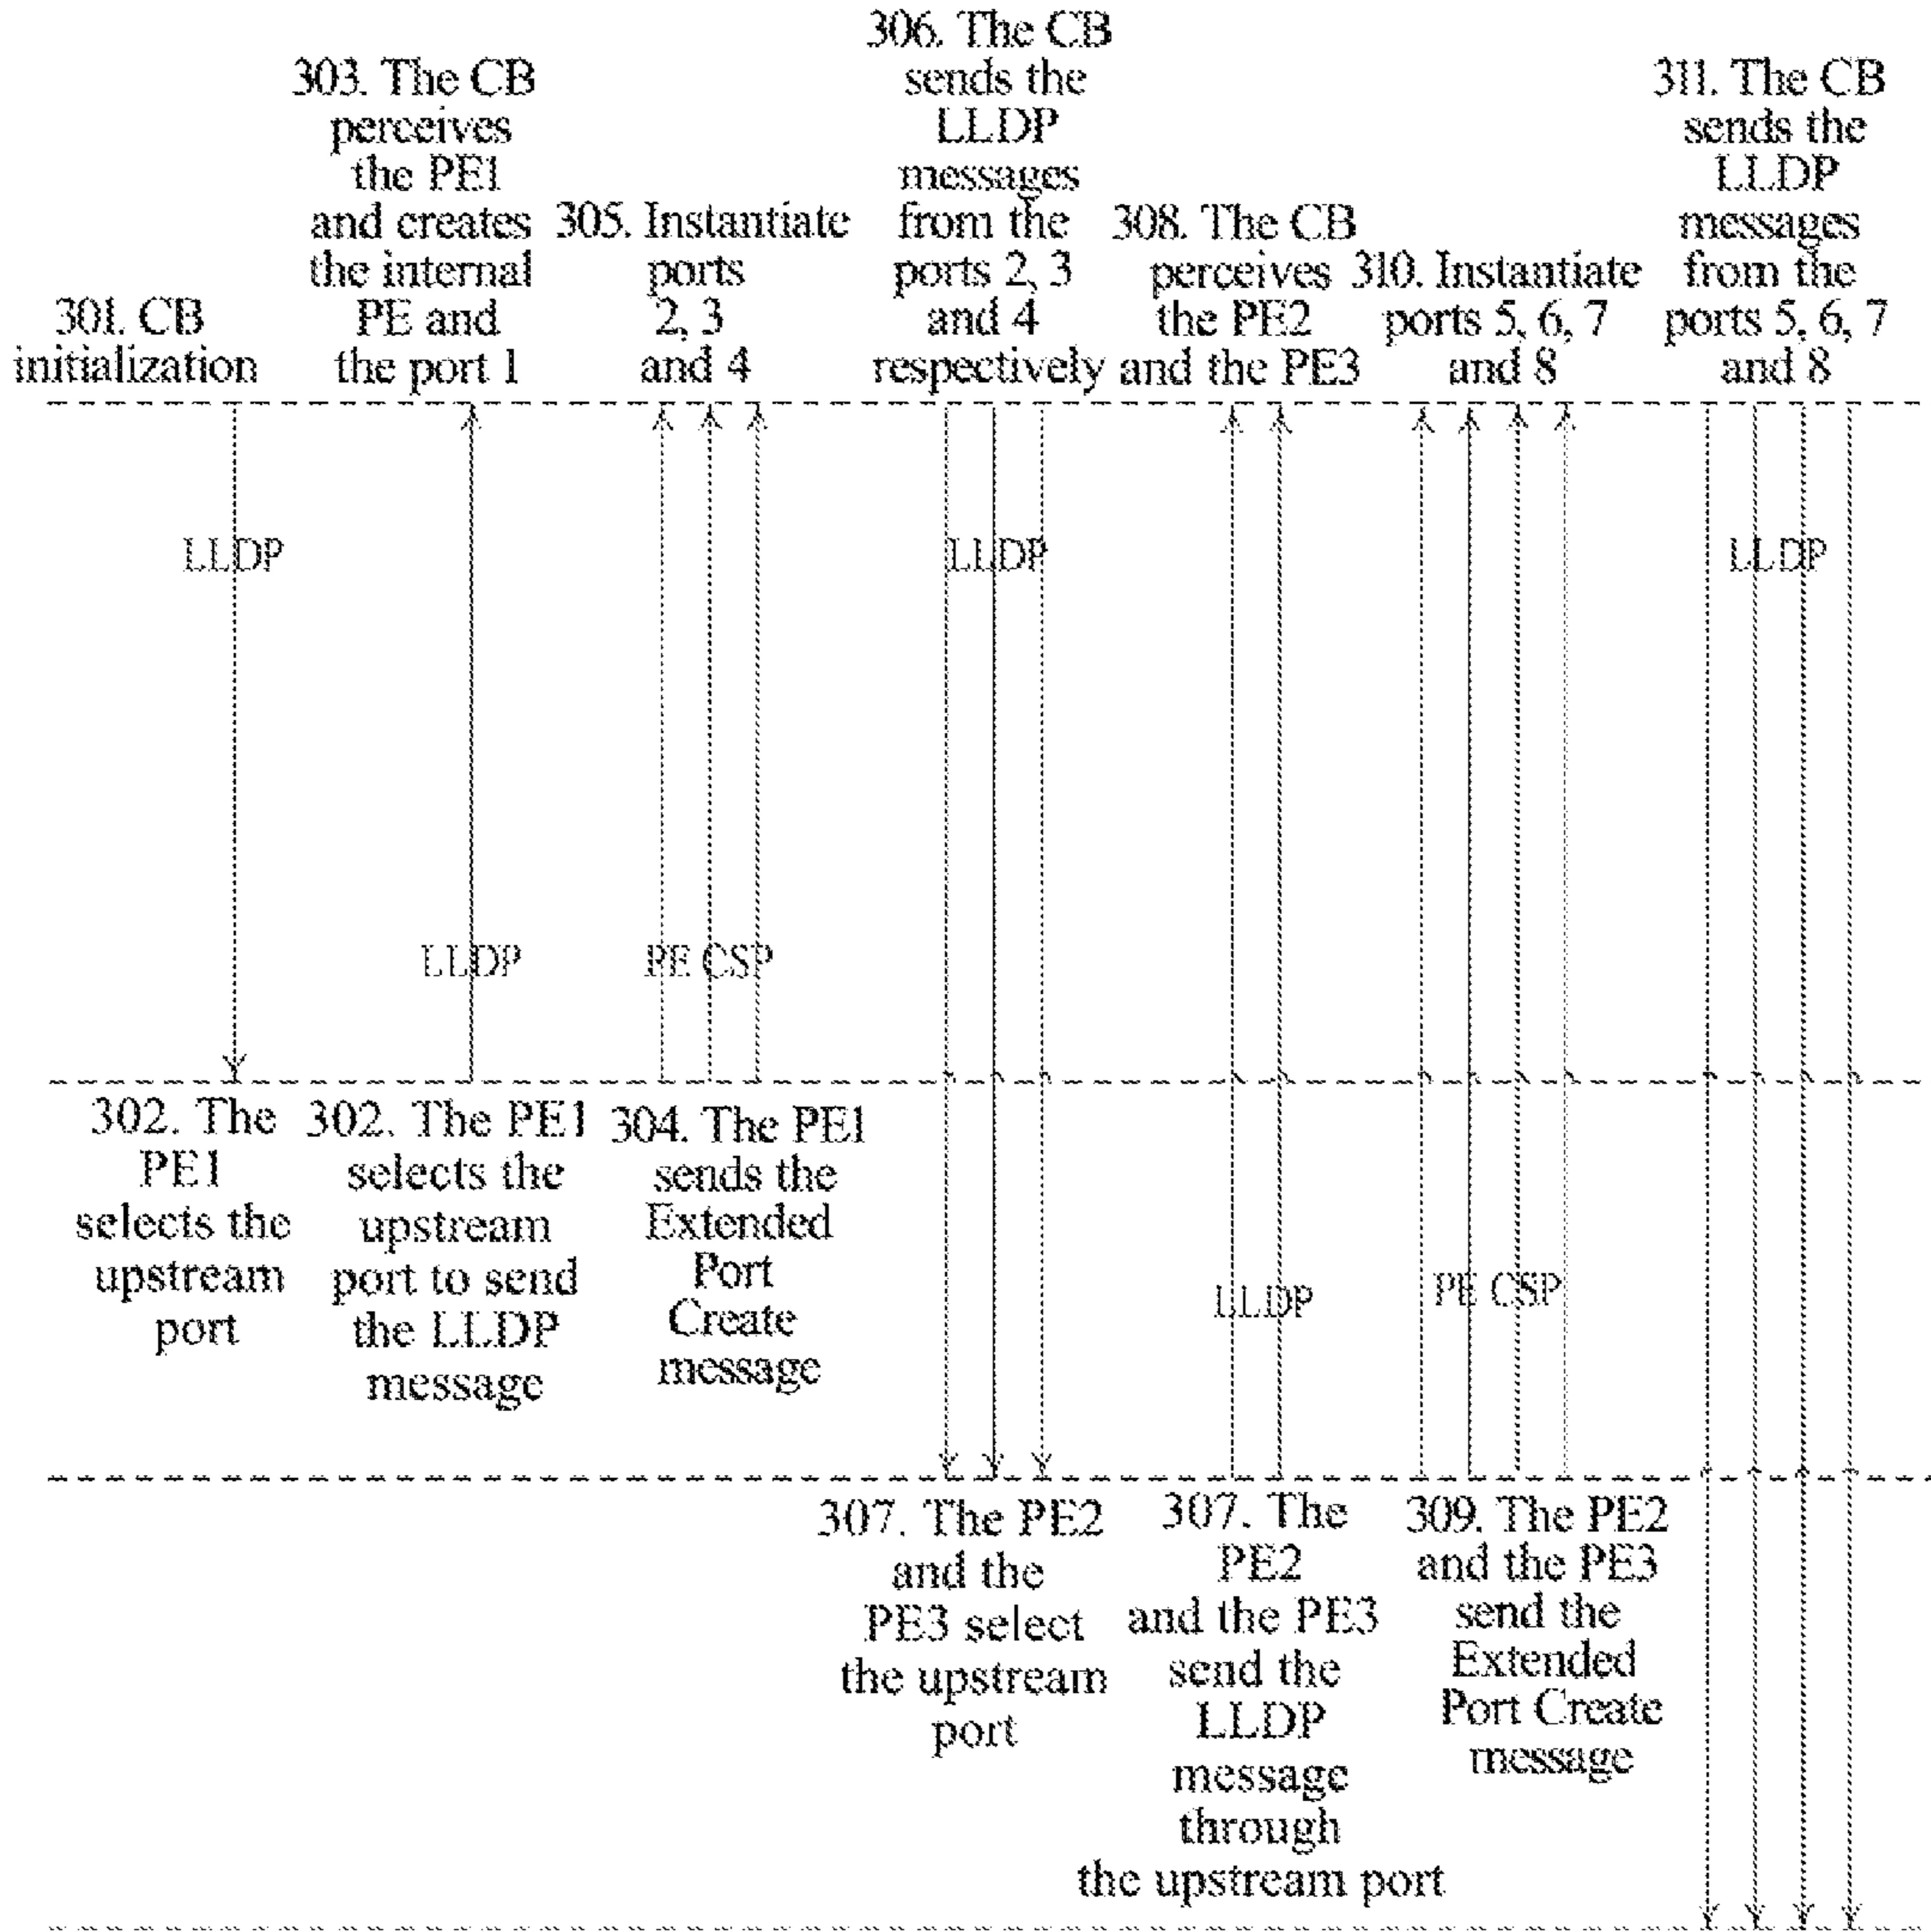 301. CB
initialization
303. The CB
perceives
the PE1
and creates
the internal
PE and
the port 1
305. Instantiate
ports
2, 3
and 4
306. The CB
sends the
LLDP
messages
from the
ports 2, 3
and 4
respectively
308. The CB
perceives
the PE2
and the PE3
310. Instantiate
ports 5, 6, 7
and 8
311. The CB
sends the
LLDP
messages
from the
ports 5, 6, 7
and 8
LLDP
LLDP
LLDP
LLDP
PE CSP
302. The
PE1
selects the
upstream
port
302. The PE1
selects the
upstream
port to send
the LLDP
message
304. The PE1
sends the
Extended
Port
Create
message
LLDP
PE CSP
307. The PE2
and the
PE3 select
the upstream
port
307. The
PE2
and the PE3
send the
LLDP
message
through
the upstream port
309. The PE2
and the PE3
send the
Extended
Port Create
message